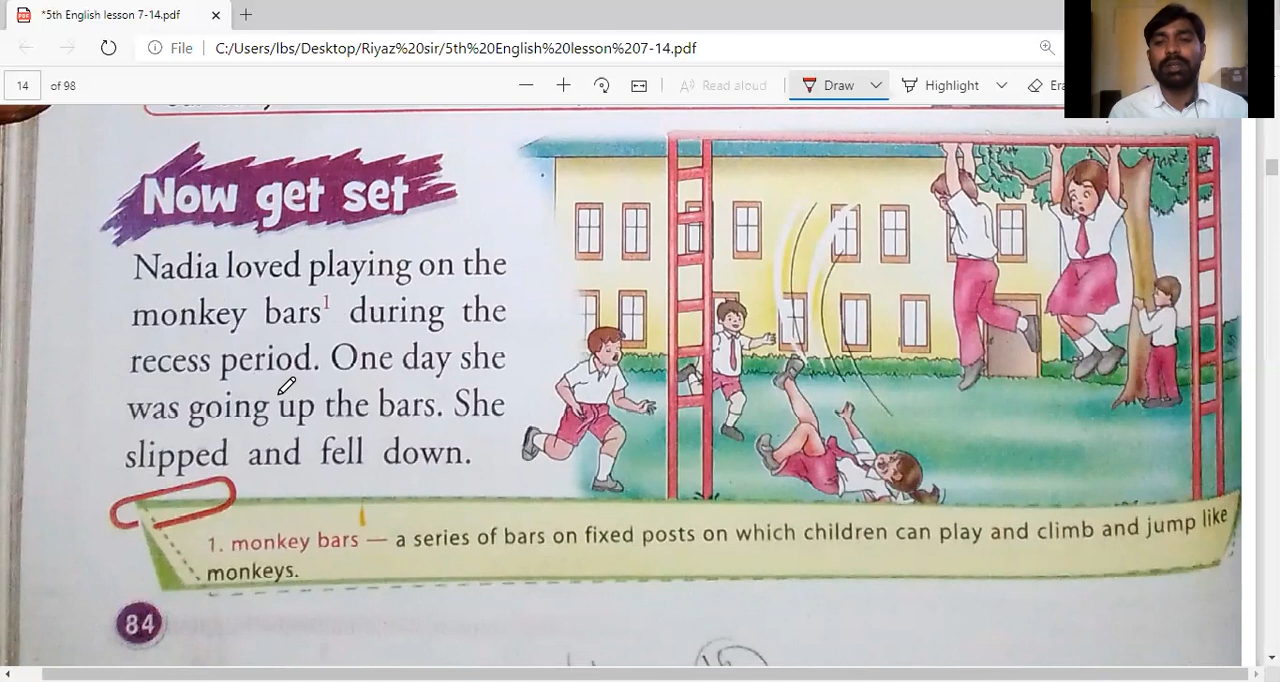 *5th English lesson 7-14.pdf
File C:/Users/lbs/Desktop/Riyaz%20sir/5th%20English%20lesson%207-14.pdf
14 of 98 Read aloud Draw Highlight
Now get set
Nadia loved playing on the
monkey bars1 during the
recess period. One day she
was going up the bars. She
slipped and fell down.
1. monkey bars — a series of bars on fixed posts on which children can play and climb and jump like
monkeys.
84